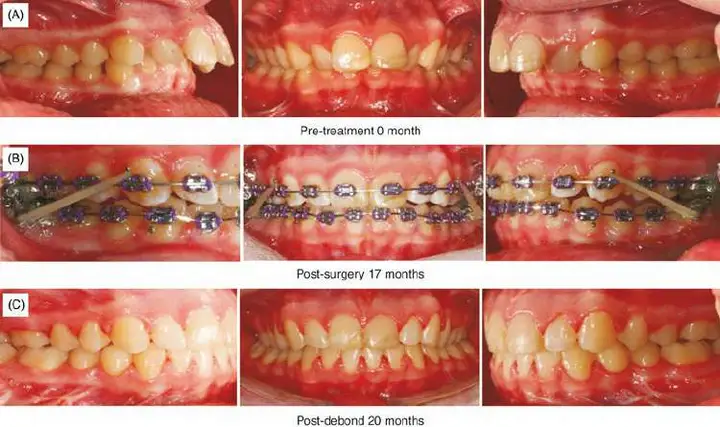 (A)
Pre-treatment 0 month
(B)
Post-surgery 17 months
(C)
Post-debond 20 months